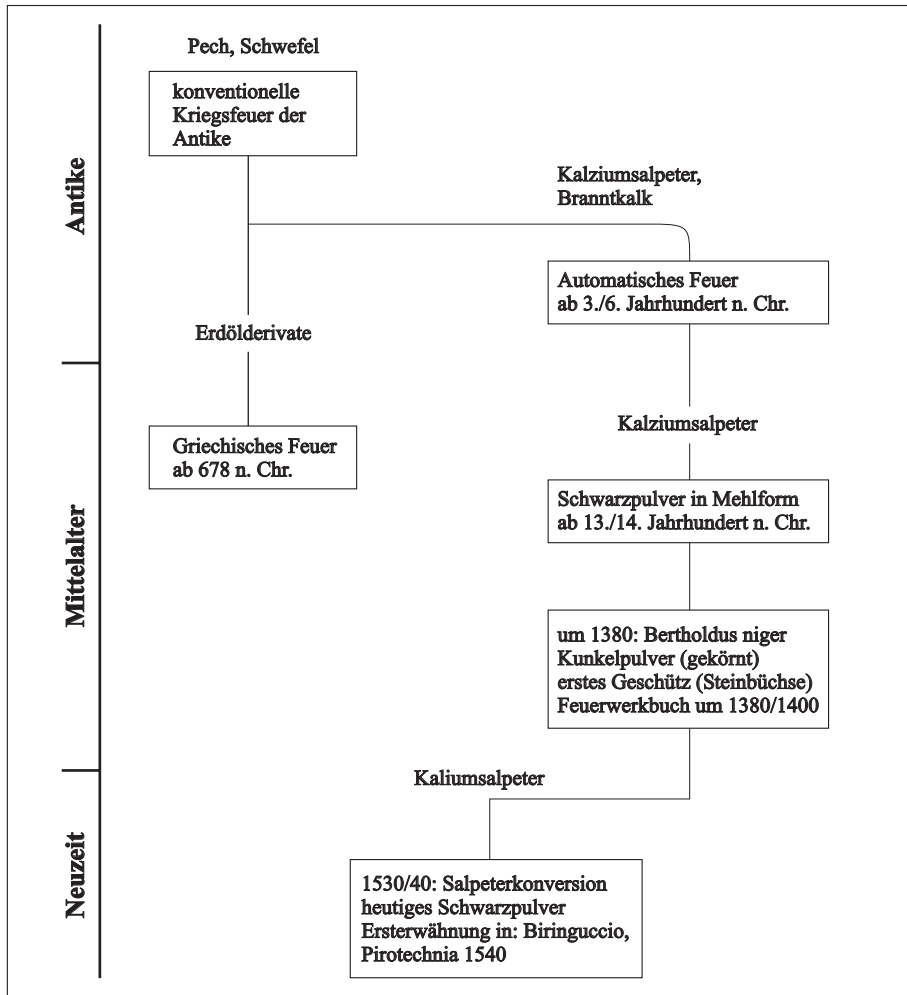 Pech, Schwefel
konventionelle
Kriegsfeuer der
Antike
Antike
Kalziumsalpeter,
Branntkalk
Automatisches Feuer
ab 3./6. Jahrhundert n. Chr.
Erdölderivate
Mittelalter
Griechisches Feuer
ab 678 n. Chr.
Kalziumsalpeter
Schwarzpulver in Mehlform
ab 13./14. Jahrhundert n. Chr.
um 1380: Bertholdus niger
Kunkelpulver (gekörnt)
erstes Geschütz (Steinbüchse)
Feuerwerkbuch um 1380/1400
Neuzeit
Kaliumsalpeter
1530/40: Salpeterkonversion
heutiges Schwarzpulver
Ersterwähnung in: Biringuccio,
Pirotechnia 1540